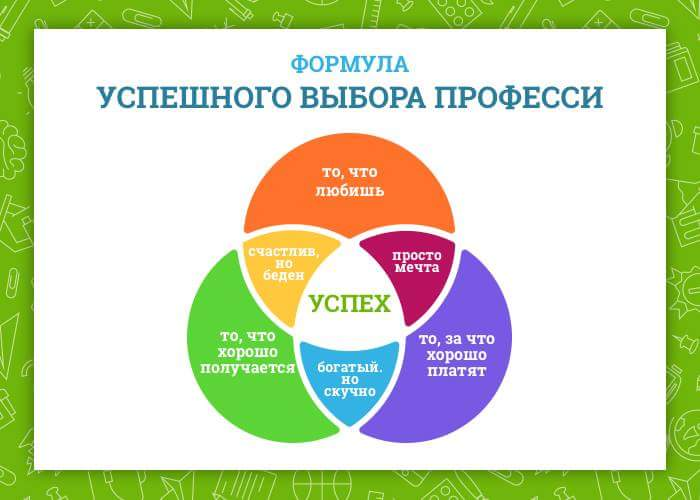 ФОРМУЛА
УСПЕШНОГО ВЫБОРА ПРОФЕССИ
то, что
любишь
счастлив,
но
беден
просто
мечта
УСПЕХ
то, что
хорошо
получается
то, за что
хорошо
платят
богатый.
но
скучно